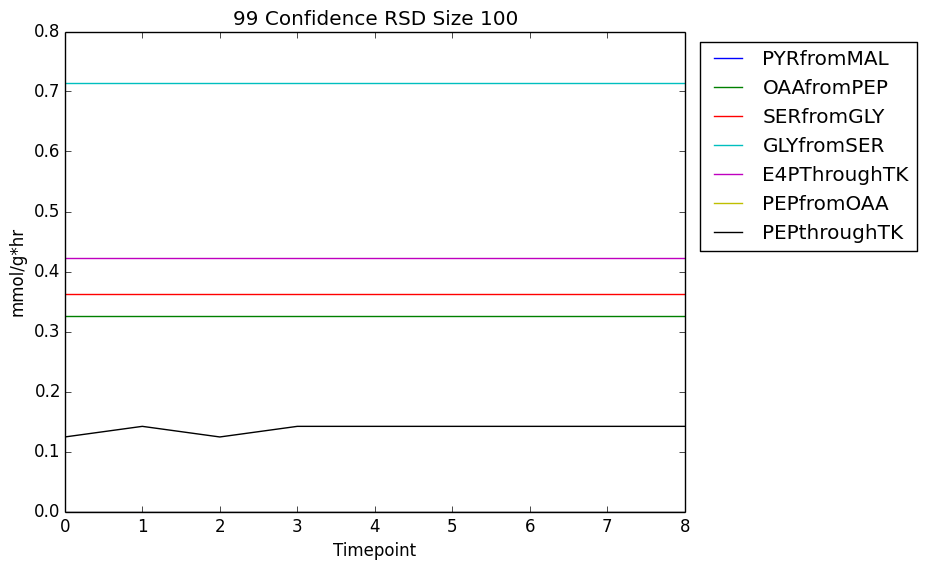 99 Confidence RSD Size 100
0.8
0.7
0.6
0.5
0.4
0.3
0.2
0.1
0.0
mmol/g*hr
0 1 2 3 4 5 6 7 8
Timepoint
PYRfromMAL
OAAfromPEP
SERfromGLY
GLYfromSER
E4PThroughTK
PEPfromOAA
PEPthroughTK